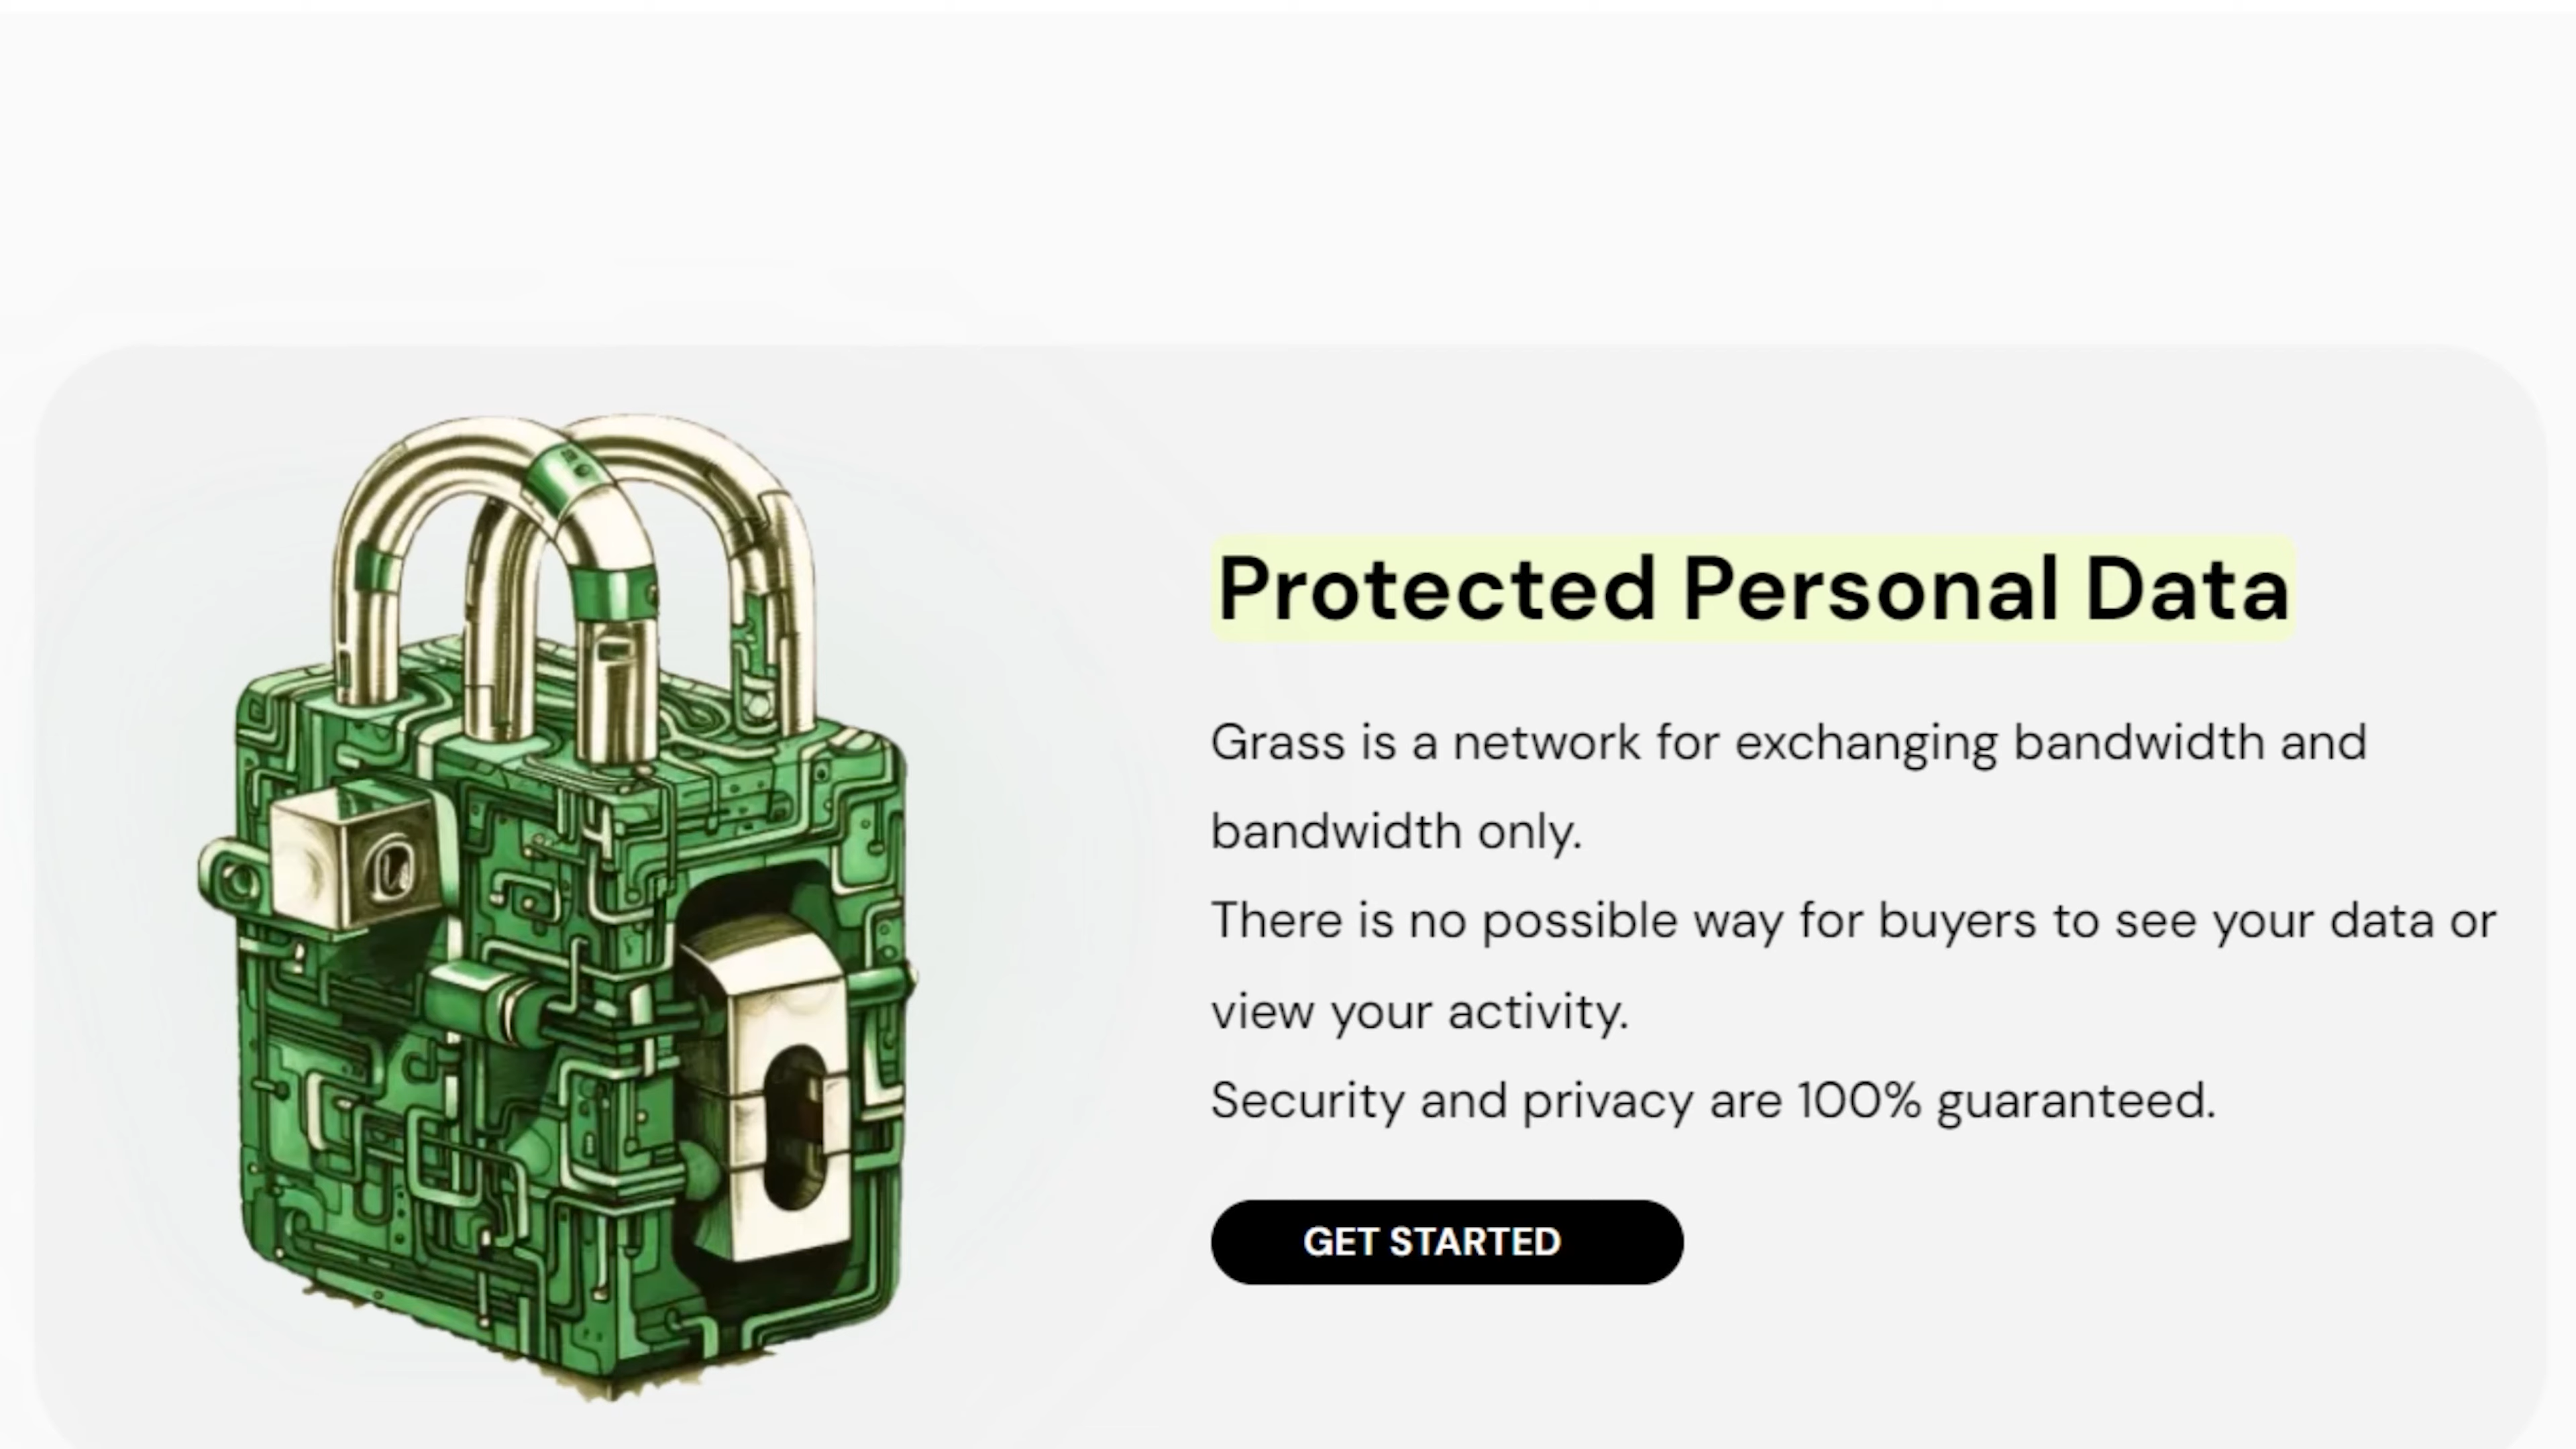 Protected Personal Data
Grass is a network for exchanging bandwidth and
bandwidth only.
There is no possible way for buyers to see your data or
view your activity.
Security and privacy are 100% guaranteed.
GET STARTED